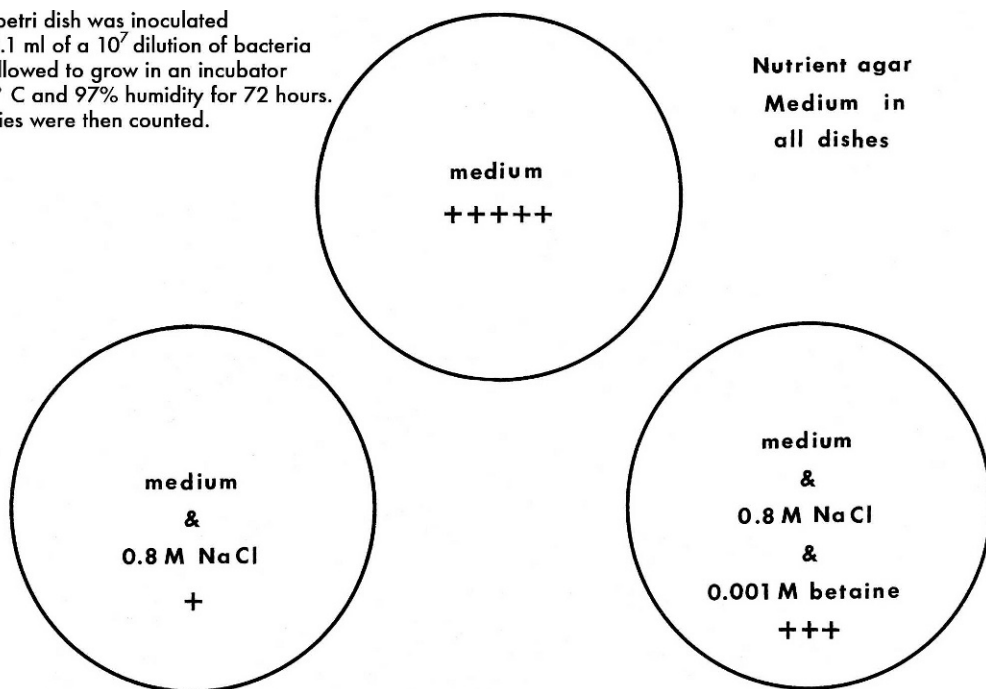 petri dish was inoculated
.1 ml of a 10⁷ dilution of bacteria
llowed to grow in an incubator
° C and 97% humidity for 72 hours.
ies were then counted.
Nutrient agar
Medium in
all dishes
medium
+++++
medium
&
0.8 M NaCl
+
medium
&
0.8 M NaCl
&
0.001 M betaine
+++